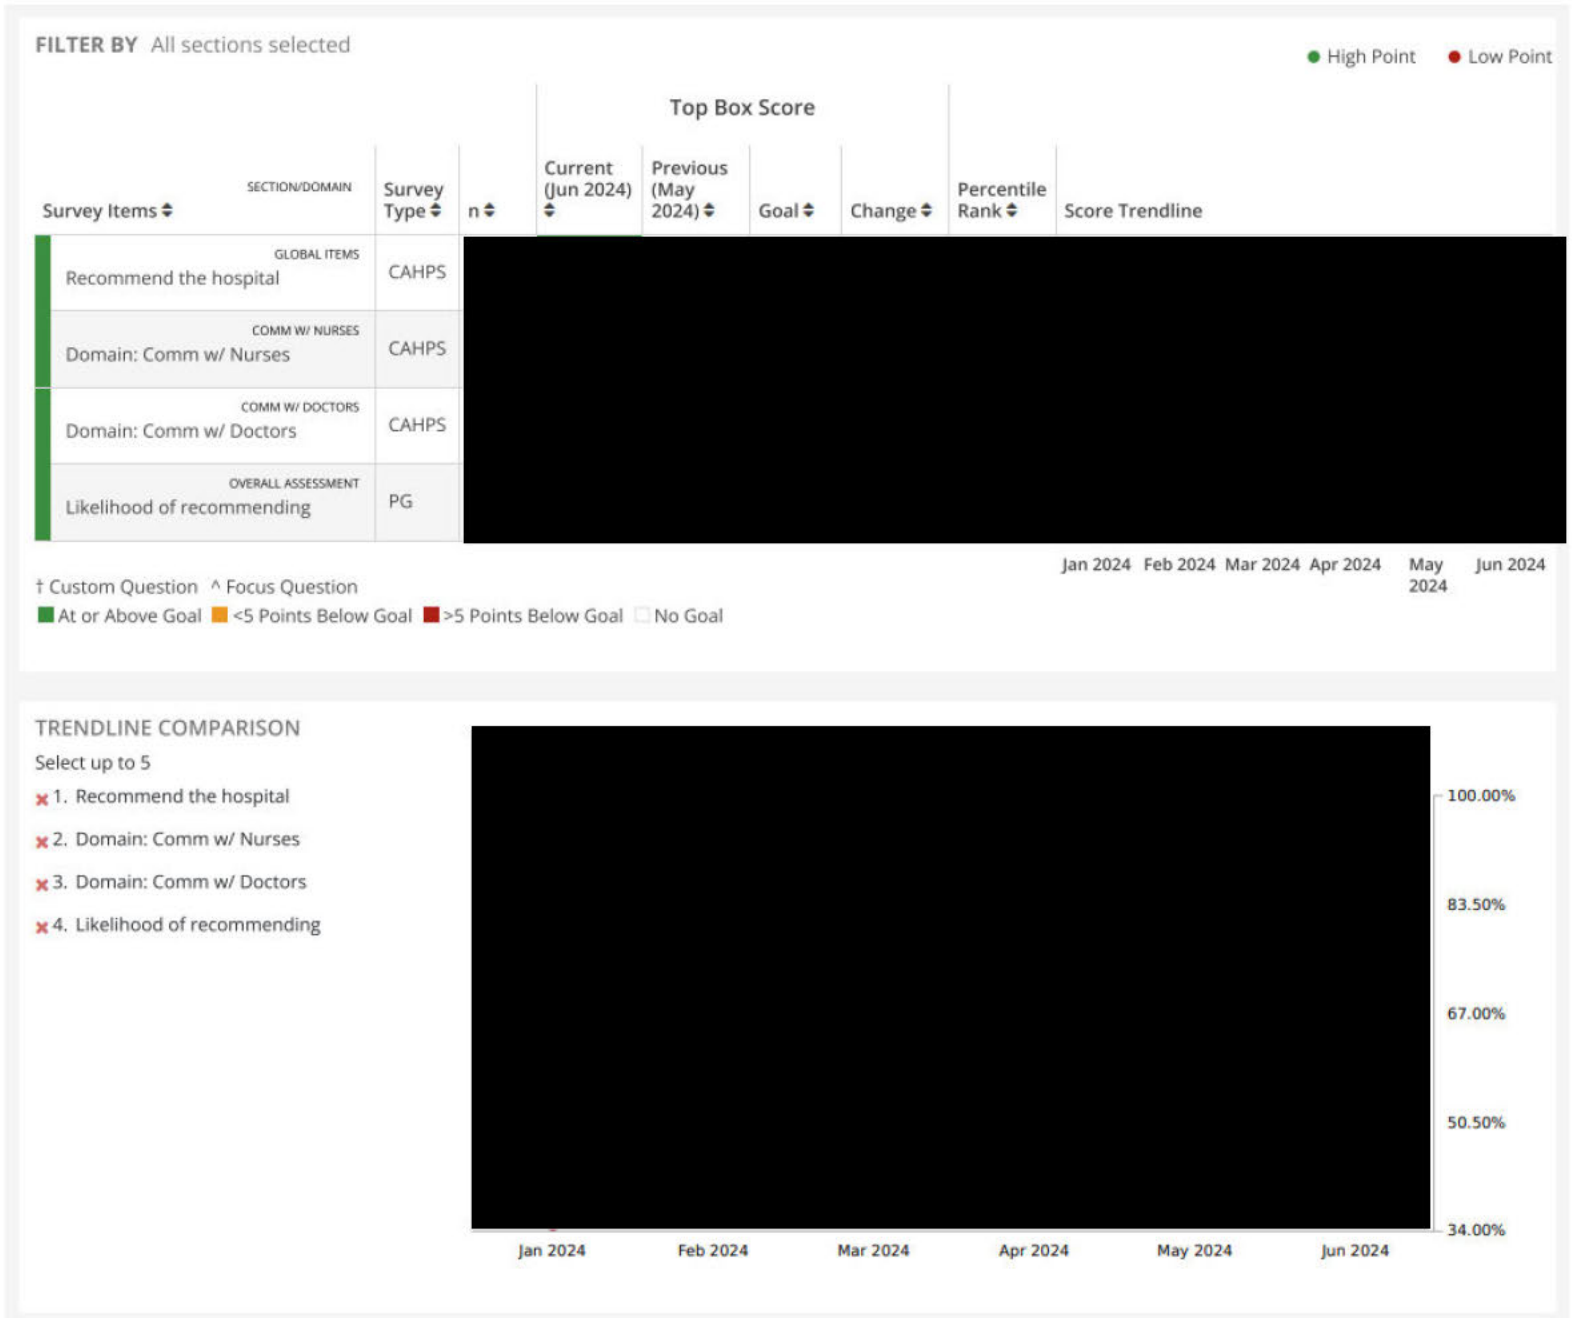 FILTER BY All sections selected
High Point Low Point
Top Box Score
SECTION/DOMAIN
Survey Items
Survey
Type
n
Current
(Jun 2024)
Previous
(May
2024)
Goal
Change
Percentile
Rank
Score Trendline
GLOBAL ITEMS
Recommend the hospital
CAHPS
COMM W/ NURSES
Domain: Comm w/ Nurses
CAHPS
COMM W/ DOCTORS
Domain: Comm w/ Doctors
CAHPS
OVERALL ASSESSMENT
Likelihood of recommending
PG
Jan 2024 Feb 2024 Mar 2024 Apr 2024 May
2024 Jun 2024
† Custom Question ^ Focus Question
At or Above Goal <5 Points Below Goal >5 Points Below Goal No Goal
TRENDLINE COMPARISON
Select up to 5
1. Recommend the hospital
2. Domain: Comm w/ Nurses
3. Domain: Comm w/ Doctors
4. Likelihood of recommending
100.00%
83.50%
67.00%
50.50%
34.00%
Jan 2024 Feb 2024 Mar 2024 Apr 2024 May 2024 Jun 2024